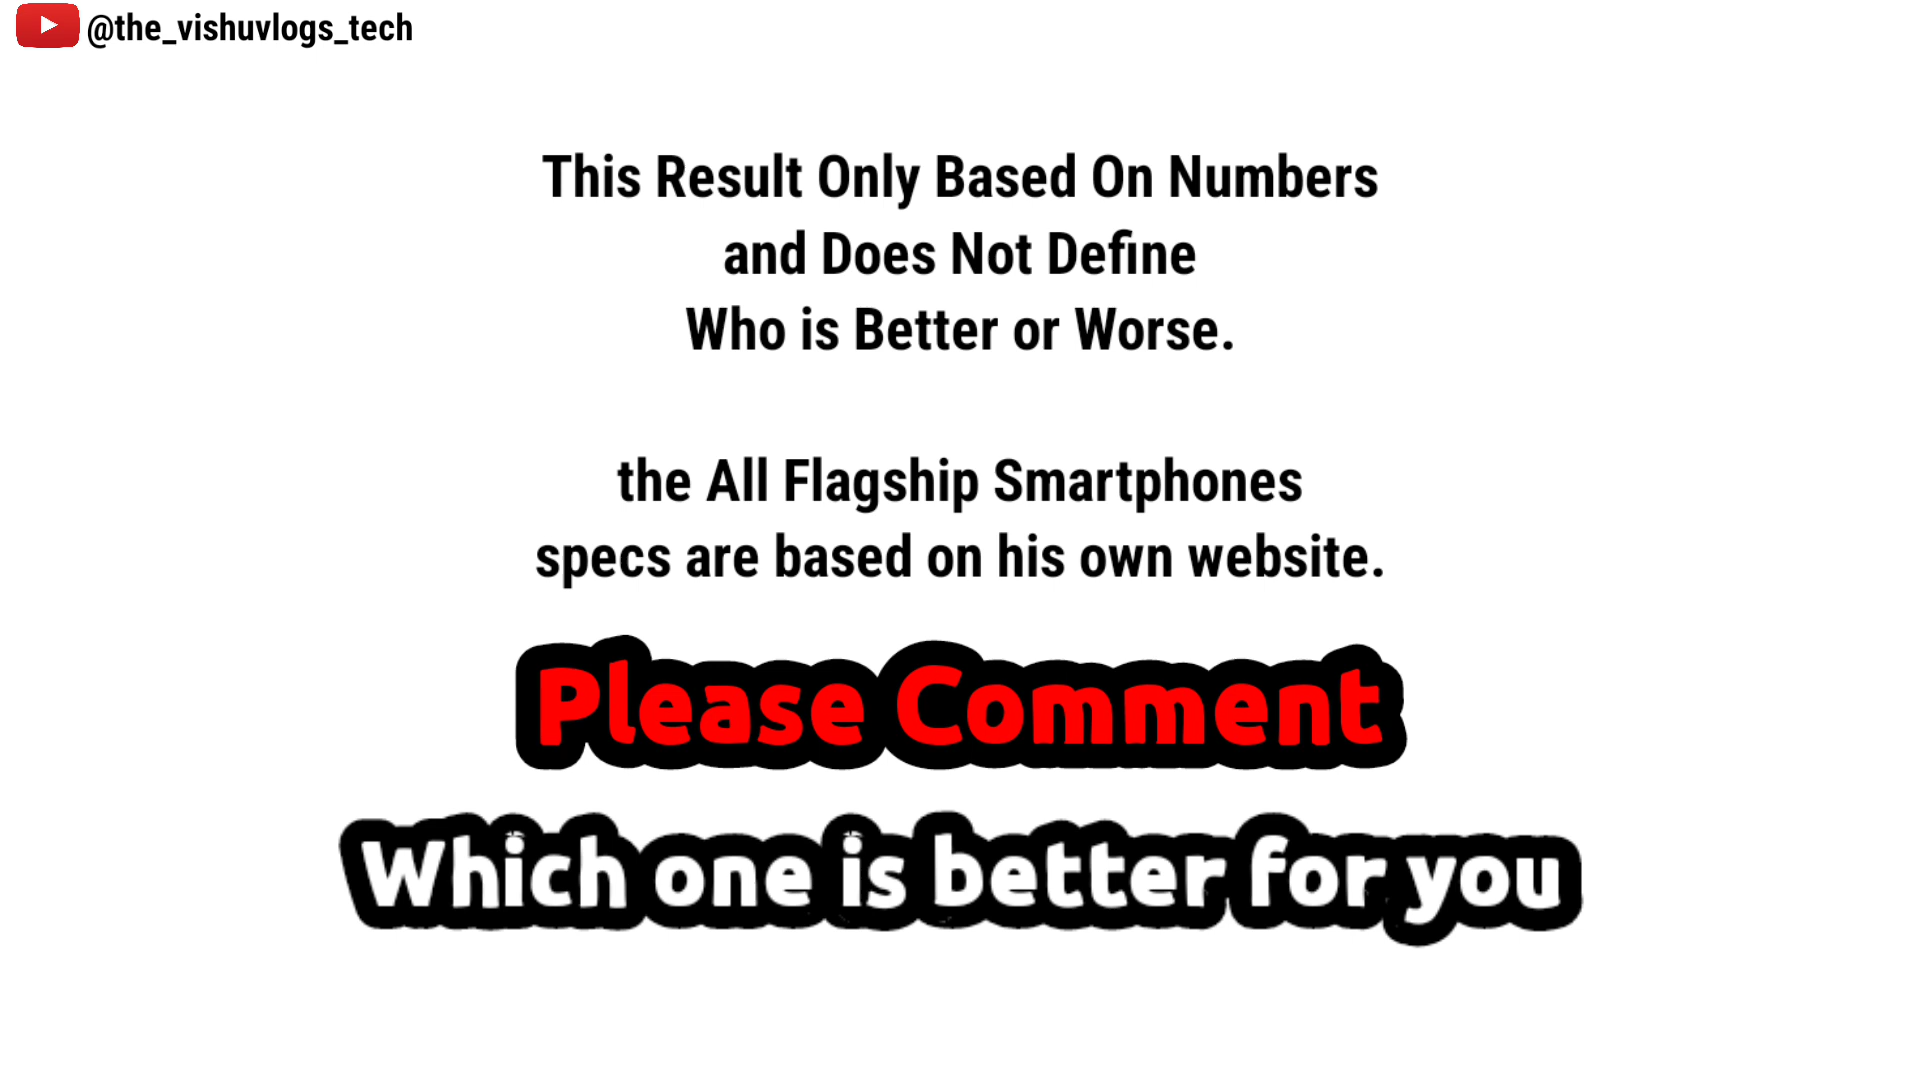 @the_vishuvlogs_tech
This Result Only Based On Numbers
and Does Not Define
Who is Better or Worse.
the All Flagship Smartphones
specs are based on his own website.
Please Comment
Which one is better for you